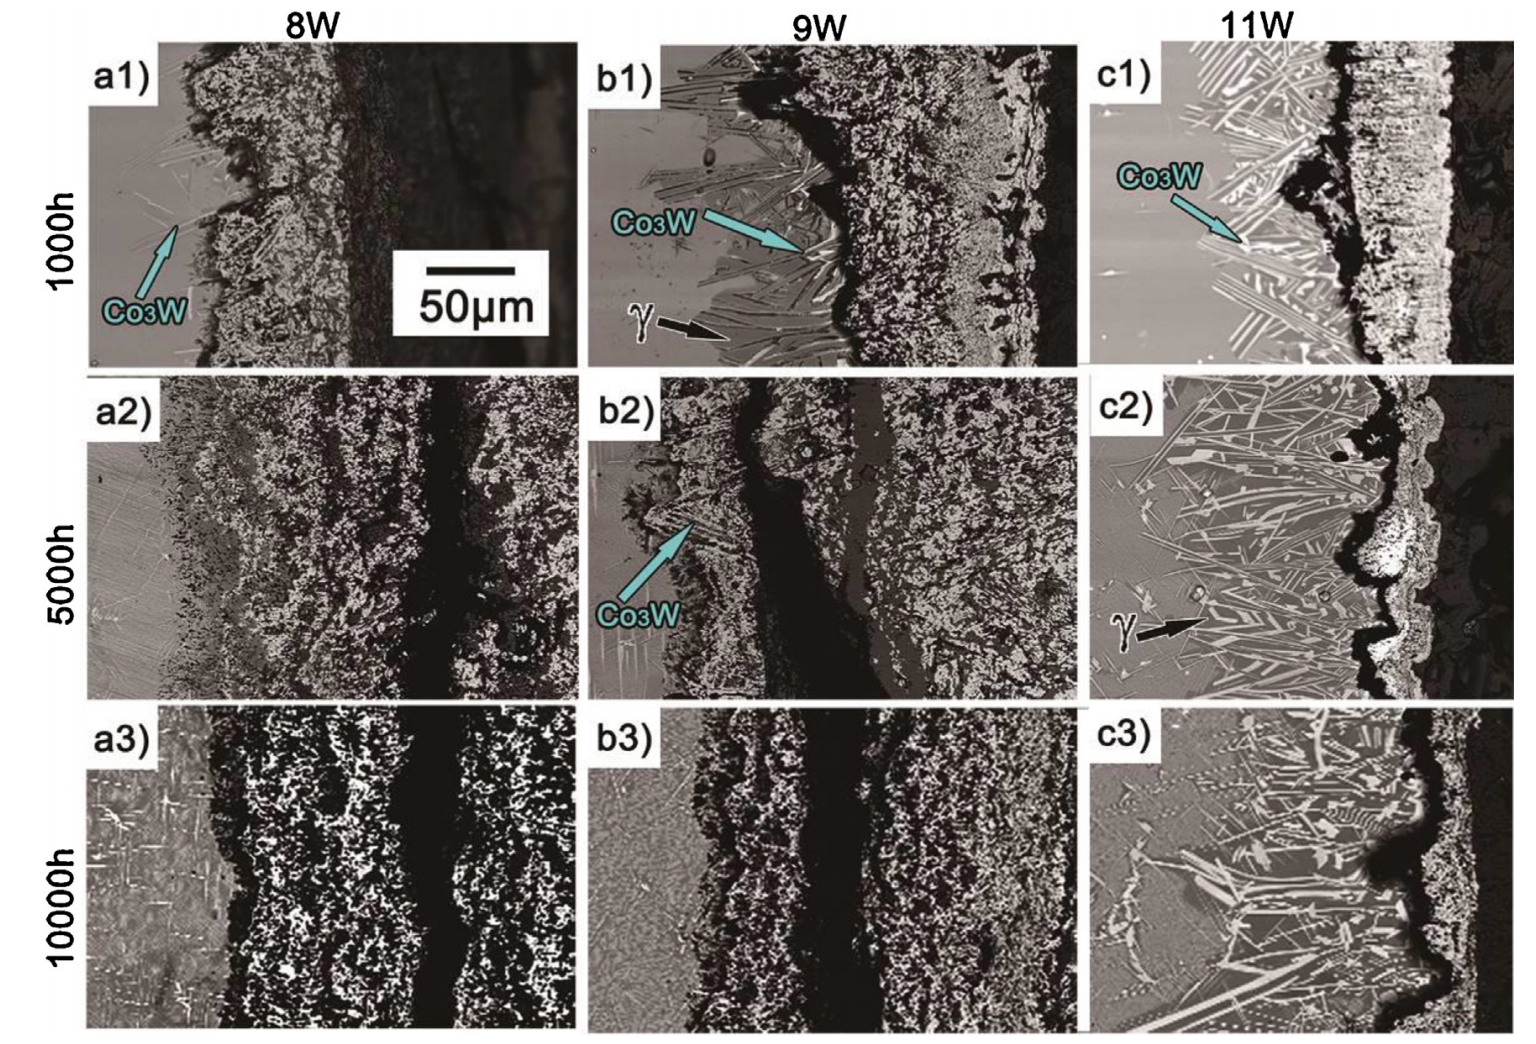 8W 9W 11W
a1) b1) c1)
1000h
Co3W
Co3W
Co3W
50μm
γ
a2) b2) c2)
5000h
Co3W
γ
a3) b3) c3)
10000h